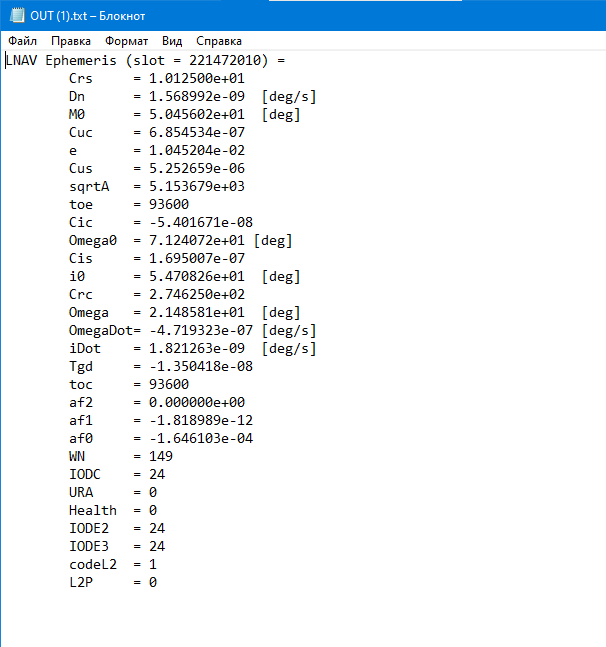 OUT (1).txt – Блокнот
Файл Правка Формат Вид Справка
LNAV Ephemeris (slot = 221472010) =
Crs = 1.012500e+01
Dn = 1.568992e-09 [deg/s]
M0 = 5.045602e+01 [deg]
Cuc = 6.854534e-07
e = 1.045204e-02
Cus = 5.252659e-06
sqrtA = 5.153679e+03
toe = 93600
Cic = -5.401671e-08
Omega0 = 7.124072e+01 [deg]
Cis = 1.695007e-07
i0 = 5.470826e+01 [deg]
Crc = 2.746250e+02
Omega = 2.148581e+01 [deg]
OmegaDot= -4.719323e-07 [deg/s]
iDot = 1.821263e-09 [deg/s]
Tgd = -1.350418e-08
toc = 93600
af2 = 0.000000e+00
af1 = -1.818989e-12
af0 = -1.646103e-04
WN = 149
IODC = 24
URA = 0
Health = 0
IODE2 = 24
IODE3 = 24
codeL2 = 1
L2P = 0